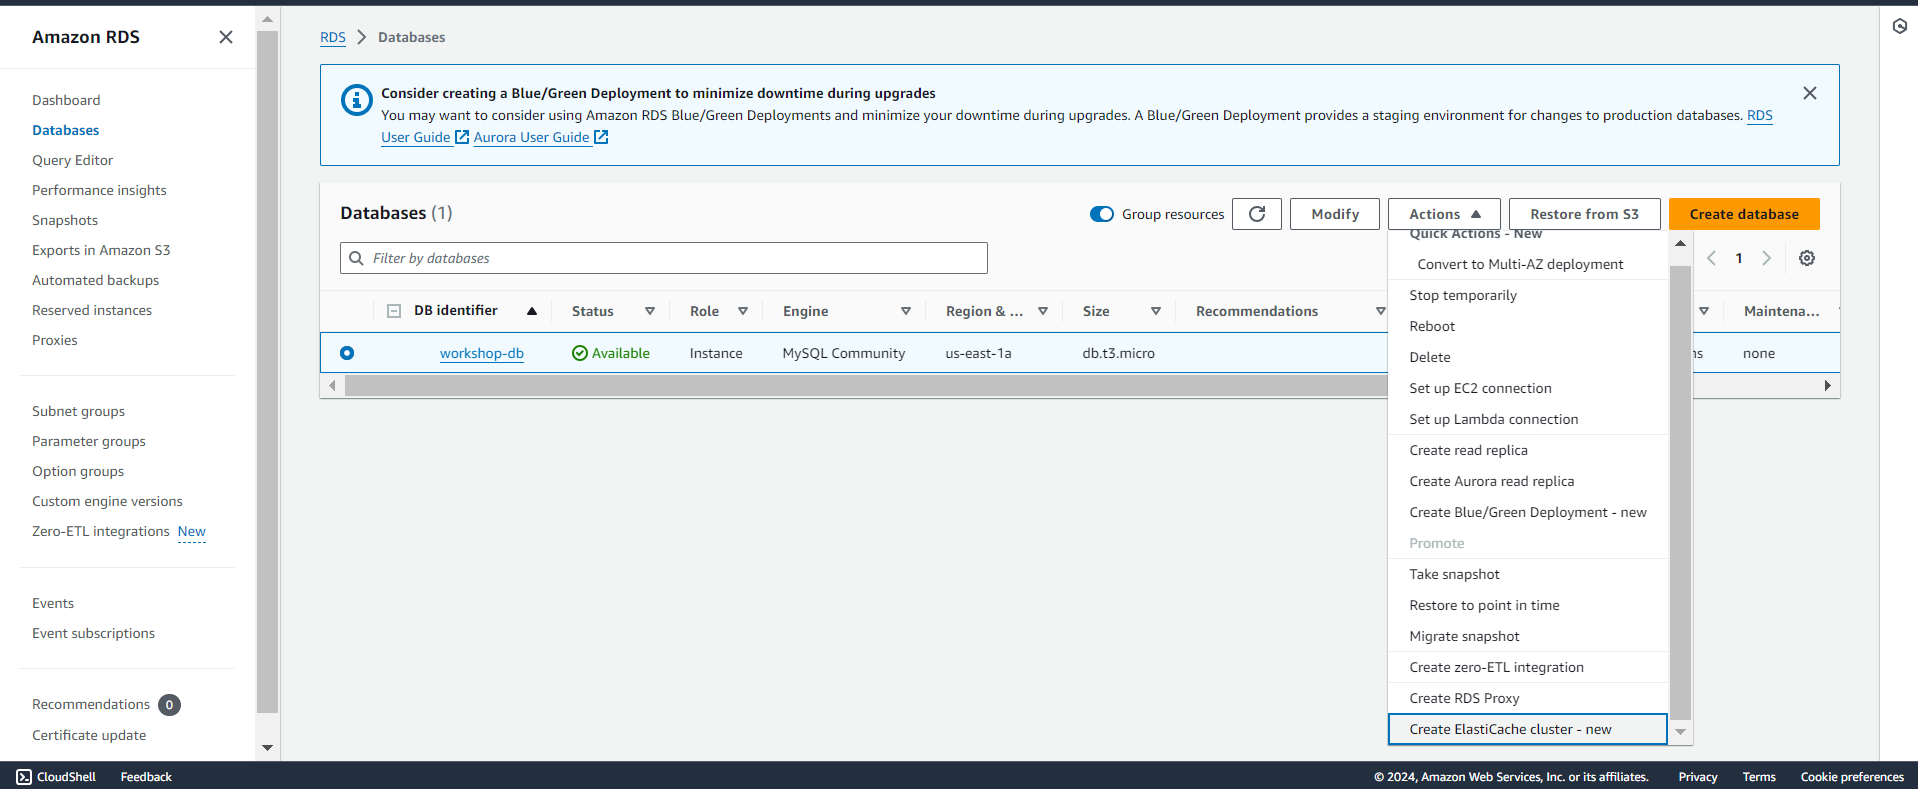 Amazon RDS
Dashboard
Databases
Query Editor
Performance insights
Snapshots
Exports in Amazon S3
Automated backups
Reserved instances
Proxies
Subnet groups
Parameter groups
Option groups
Custom engine versions
Zero-ETL integrations New
Events
Event subscriptions
Recommendations 0
Certificate update
RDS > Databases
Consider creating a Blue/Green Deployment to minimize downtime during upgrades
You may want to consider using Amazon RDS Blue/Green Deployments and minimize your downtime during upgrades. A Blue/Green Deployment provides a staging environment for changes to production databases. RDS
User Guide Aurora User Guide
Databases (1)
Group resources
Modify
Actions
Restore from S3
Create database
Filter by databases
1
DB identifier Status Role Engine Region & ... Size Recommendations Maintena...
workshop-db Available Instance MySQL Community us-east-1a db.t3.micro none
Quick Actions - New
Convert to Multi-AZ deployment
Stop temporarily
Reboot
Delete
Set up EC2 connection
Set up Lambda connection
Create read replica
Create Aurora read replica
Create Blue/Green Deployment - new
Promote
Take snapshot
Restore to point in time
Migrate snapshot
Create zero-ETL integration
Create RDS Proxy
Create ElastiCache cluster - new
CloudShell Feedback © 2024, Amazon Web Services, Inc. or its affiliates. Privacy Terms Cookie preferences